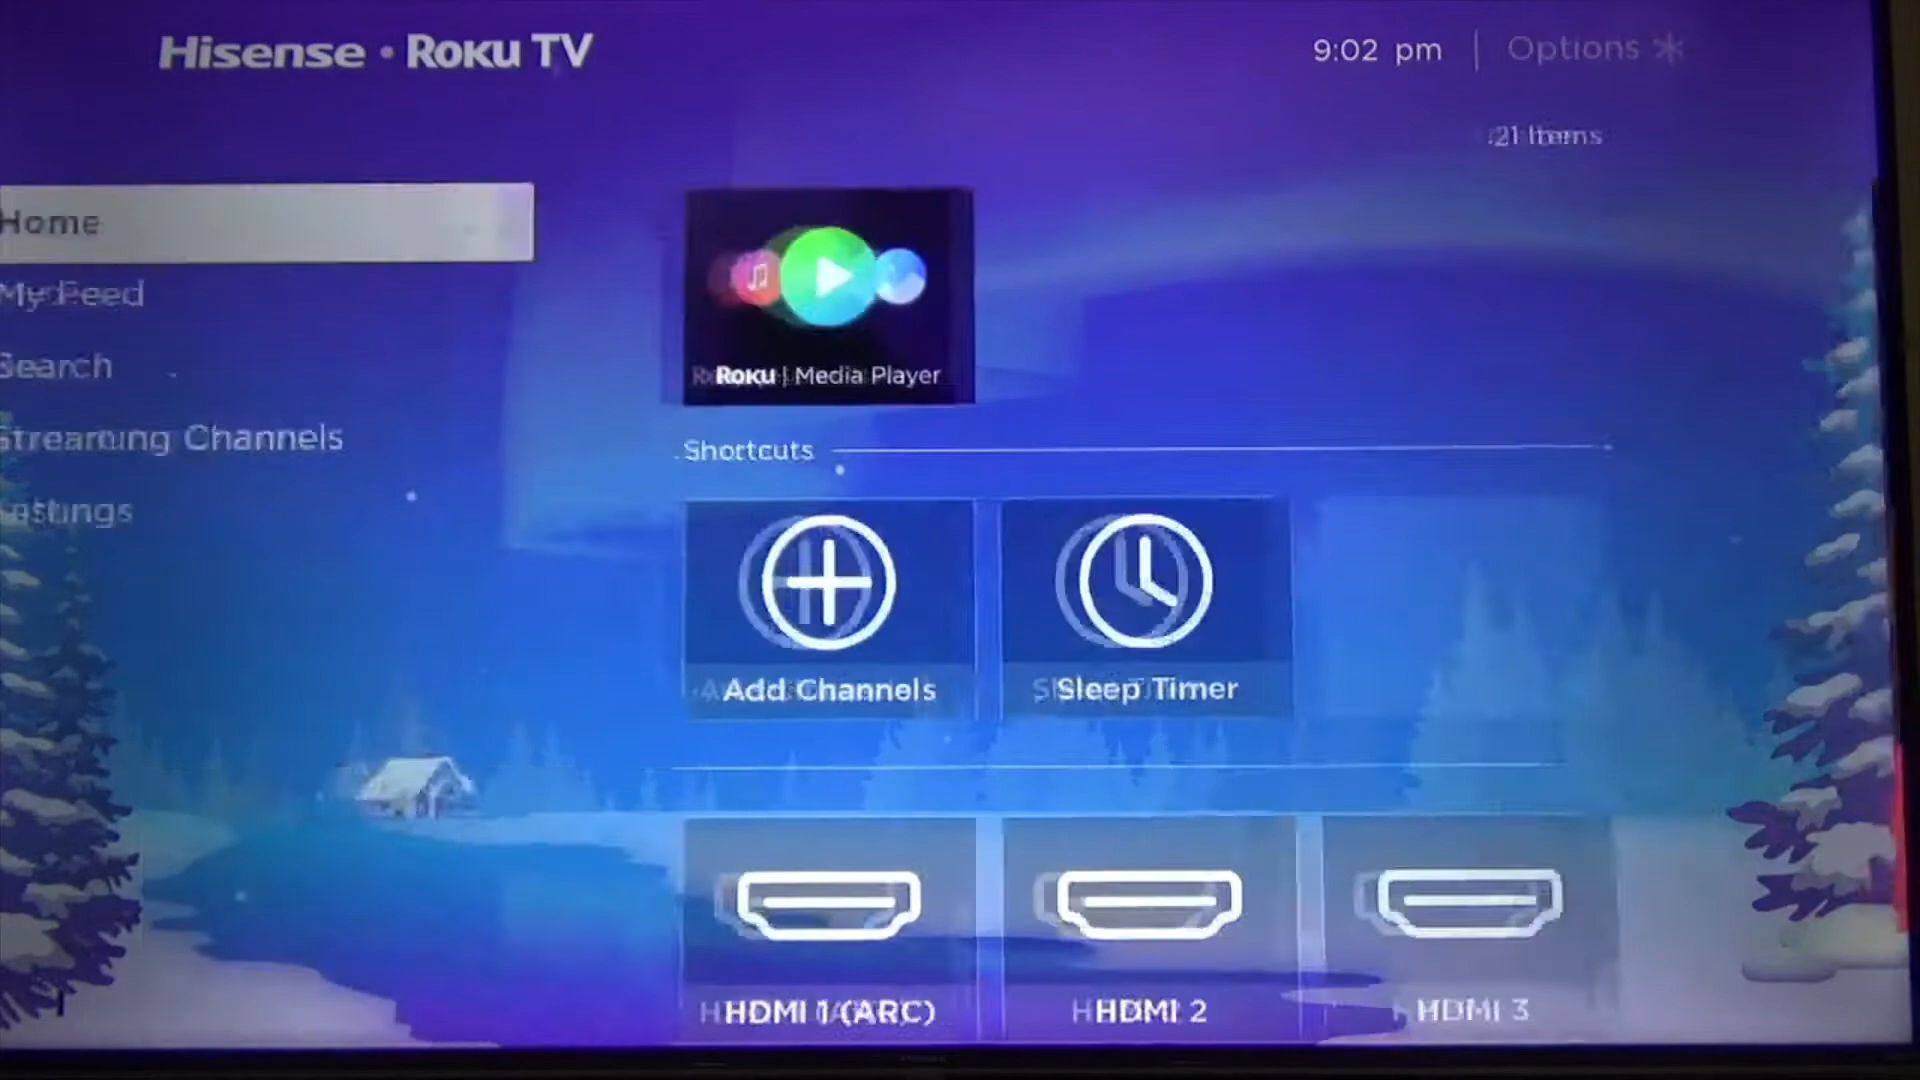 Hisense • Roku TV
9:02 pm | Options ✳
21 Items
Home
My Feed
Search
Streaming Channels
Settings
Roku | Media Player
Shortcuts
Add Channels
Sleep Timer
HDMI 1 (ARC)
HDMI 2
HDMI 3